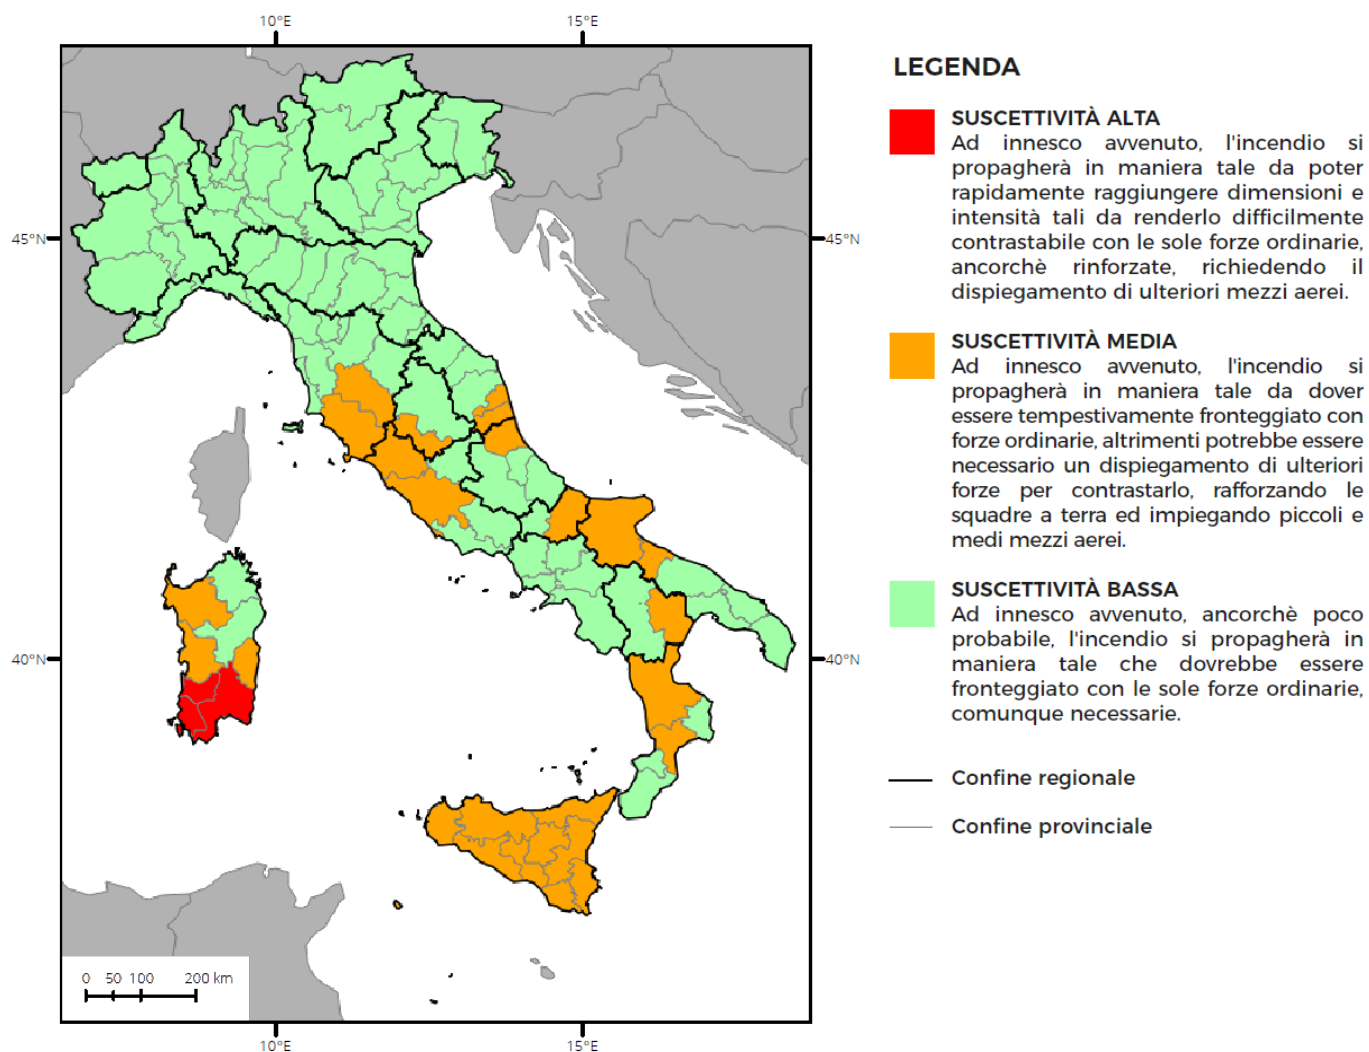 10°E 15°E
LEGENDA
SUSCETTIVITÀ ALTA
Ad innesco avvenuto, l'incendio si
propagherà in maniera tale da poter
rapidamente raggiungere dimensioni e
intensità tali da renderlo difficilmente
contrastabile con le sole forze ordinarie,
ancorchè rinforzate, richiedendo il
dispiegamento di ulteriori mezzi aerei.
45°N 45°N
SUSCETTIVITÀ MEDIA
Ad innesco avvenuto, l'incendio si
propagherà in maniera tale da dover
essere tempestivamente fronteggiato con
forze ordinarie, altrimenti potrebbe essere
necessario un dispiegamento di ulteriori
forze per contrastarlo, rafforzando le
squadre a terra ed impiegando piccoli e
medi mezzi aerei.
SUSCETTIVITÀ BASSA
Ad innesco avvenuto, ancorchè poco
probabile, l'incendio si propagherà in
maniera tale che dovrebbe essere
fronteggiato con le sole forze ordinarie,
comunque necessarie.
40°N 40°N
Confine regionale
Confine provinciale
0 50 100 200 km
10°E 15°E